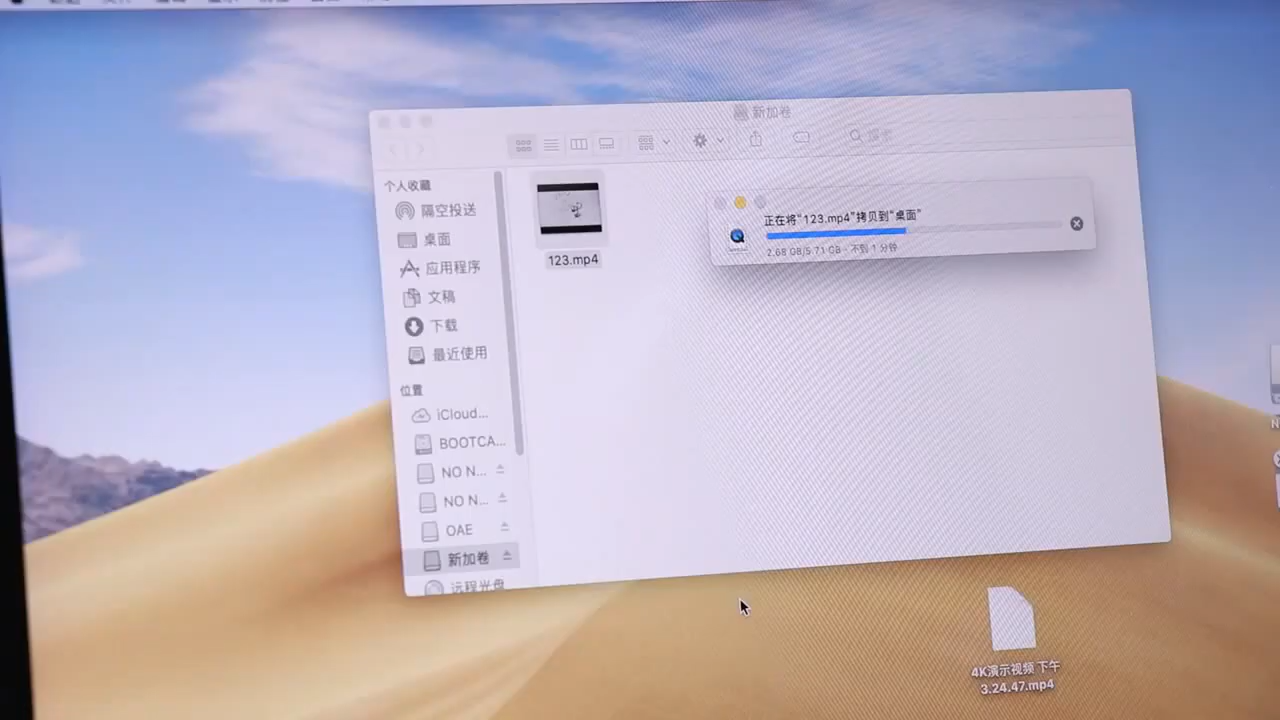 新加卷
搜索
个人收藏
隔空投送
桌面
应用程序
文稿
下载
最近使用
位置
iCloud...
BOOTCA...
NO N...
NO N...
OAE
新加卷
远程光盘
123.mp4
正在将“123.mp4”拷贝到“桌面”
2.68 GB/5.71 GB - 不到 1 分钟
4K演示视频 下午
3.24.47.mp4